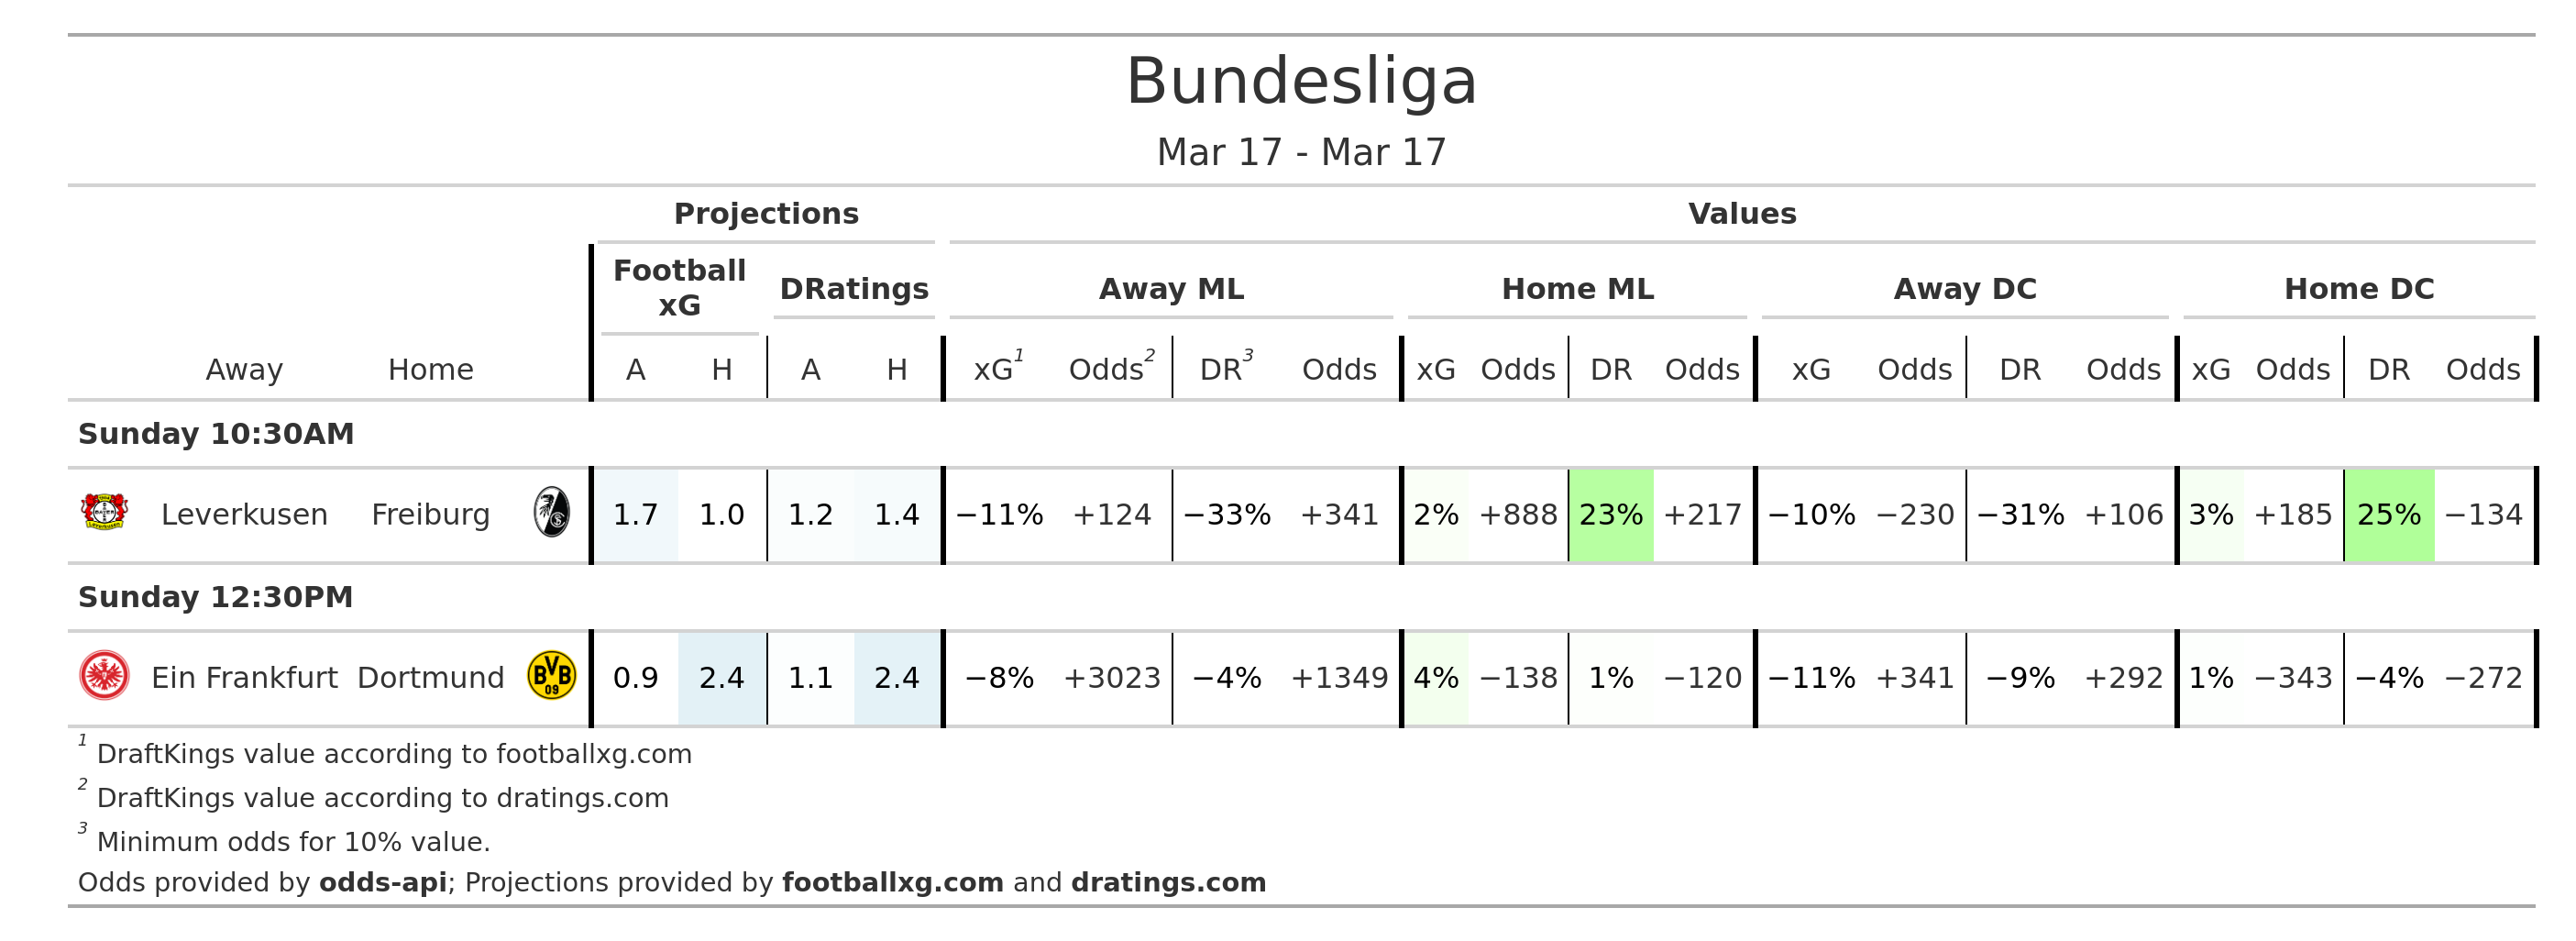 Bundesliga
Mar 17 - Mar 17
Projections Values
Football xG DRatings Away ML Home ML Away DC Home DC
Away Home A H A H xG1 Odds2 DR3 Odds xG Odds DR Odds xG Odds DR Odds xG Odds DR Odds
Sunday 10:30AM
Leverkusen Freiburg 1.7 1.0 1.2 1.4 −11% +124 −33% +341 2% +888 23% +217 −10% −230 −31% +106 3% +185 25% −134
Sunday 12:30PM
Ein Frankfurt Dortmund BVB 09 0.9 2.4 1.1 2.4 −8% +3023 −4% +1349 4% −138 1% −120 −11% +341 −9% +292 1% −343 −4% −272
1 DraftKings value according to footballxg.com
2 DraftKings value according to dratings.com
3 Minimum odds for 10% value.
Odds provided by odds-api; Projections provided by footballxg.com and dratings.com